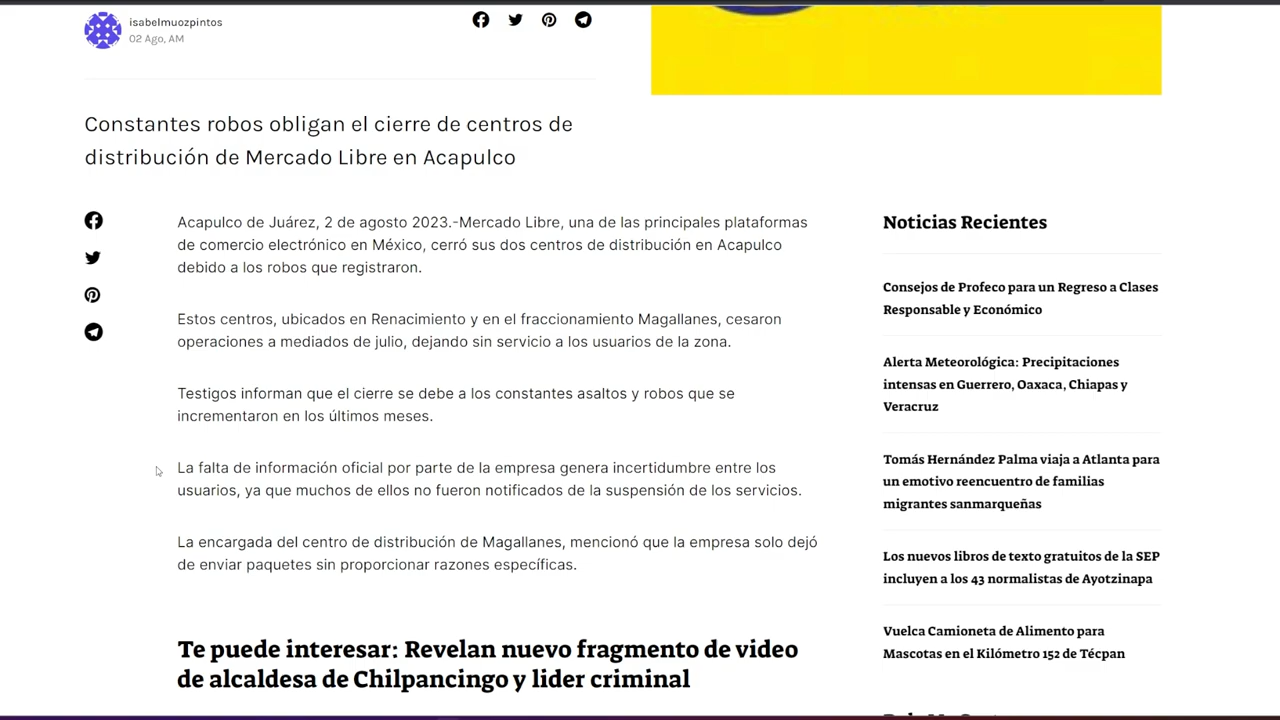 isabelmuozpintos
02 Ago, AM
Constantes robos obligan el cierre de centros de
distribución de Mercado Libre en Acapulco
Acapulco de Juárez, 2 de agosto 2023.-Mercado Libre, una de las principales plataformas
de comercio electrónico en México, cerró sus dos centros de distribución en Acapulco
debido a los robos que registraron.
Estos centros, ubicados en Renacimiento y en el fraccionamiento Magallanes, cesaron
operaciones a mediados de julio, dejando sin servicio a los usuarios de la zona.
Testigos informan que el cierre se debe a los constantes asaltos y robos que se
incrementaron en los últimos meses.
La falta de información oficial por parte de la empresa genera incertidumbre entre los
usuarios, ya que muchos de ellos no fueron notificados de la suspensión de los servicios.
La encargada del centro de distribución de Magallanes, mencionó que la empresa solo dejó
de enviar paquetes sin proporcionar razones específicas.
Te puede interesar: Revelan nuevo fragmento de video
de alcaldesa de Chilpancingo y lider criminal
Noticias Recientes
Consejos de Profeco para un Regreso a Clases
Responsable y Económico
Alerta Meteorológica: Precipitaciones
intensas en Guerrero, Oaxaca, Chiapas y
Veracruz
Tomás Hernández Palma viaja a Atlanta para
un emotivo reencuentro de familias
migrantes sanmarqueñas
Los nuevos libros de texto gratuitos de la SEP
incluyen a los 43 normalistas de Ayotzinapa
Vuelca Camioneta de Alimento para
Mascotas en el Kilómetro 152 de Técpan